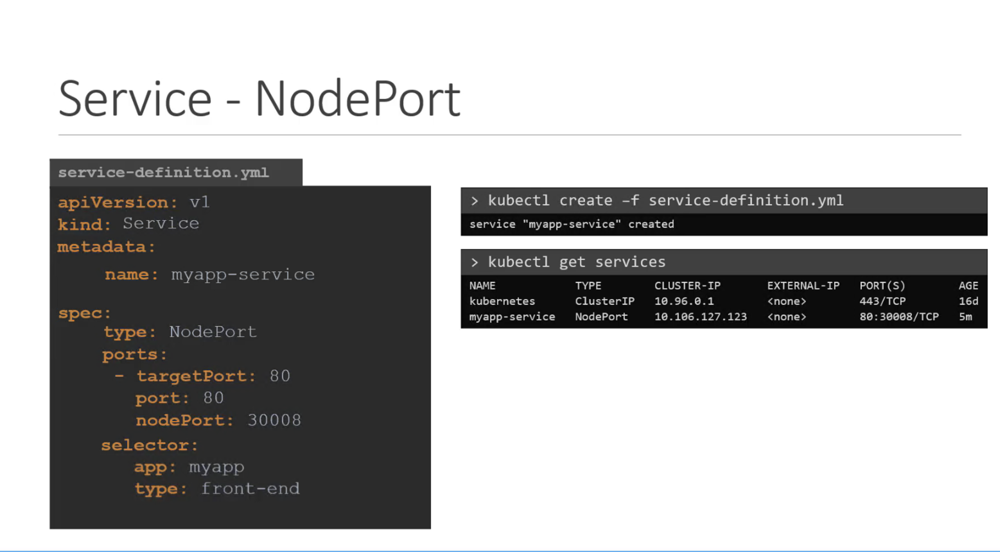 Service - NodePort
service-definition.yml
apiVersion: v1
kind: Service
metadata:
name: myapp-service
spec:
type: NodePort
ports:
- targetPort: 80
port: 80
nodePort: 30008
selector:
app: myapp
type: front-end
> kubectl create –f service-definition.yml
service "myapp-service" created
> kubectl get services
NAME TYPE CLUSTER-IP EXTERNAL-IP PORT(S) AGE
kubernetes ClusterIP 10.96.0.1 <none> 443/TCP 16d
myapp-service NodePort 10.106.127.123 <none> 80:30008/TCP 5m